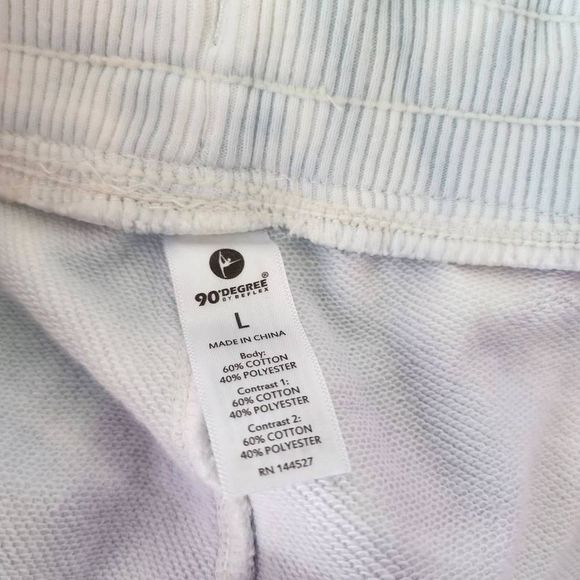 90°DEGREE®
BY REFLEX
L
MADE IN CHINA
Body:
60% COTTON
40% POLYESTER
Contrast 1:
60% COTTON
40% POLYESTER
Contrast 2:
60% COTTON
40% POLYESTER
RN 144527